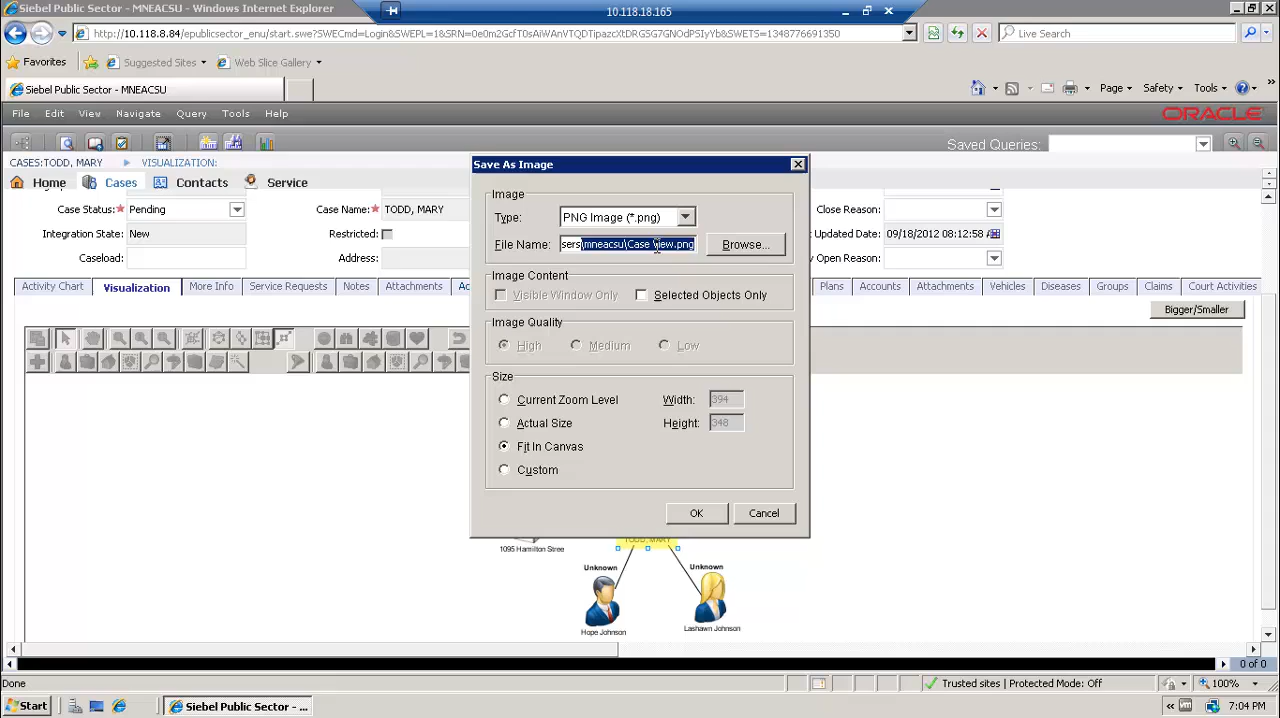 Siebel Public Sector - MNEACSU - Windows Internet Explorer
10.118.18.165
http://10.118.8.84/epublicsector_enu/start.swe?SWECmd=Login&SWEPL=1&SRN=
Live Search
Favorites
Suggested Sites
Web Slice Gallery
Siebel Public Sector - MNEACSU
Page
Safety
Tools
File
Edit
View
Navigate
Query
Tools
Help
ORACLE
Saved Queries:
CASES:TODD, MARY
VISUALIZATION:
Home
Cases
Contacts
Service
Save As Image
Case Status:
Pending
Case Name:
TODD, MARY
Close Reason:
Integration State:
New
Restricted:
Updated Date:
09/18/2012 08:12:58 A
Caseload:
Address:
Open Reason:
Image
Type:
PNG Image (*.png)
File Name:
sers\mneacsu\Case View.png
Browse...
Image Content
Visible Window Only
Selected Objects Only
Image Quality
High
Medium
Low
Size
Current Zoom Level
Width:
394
Actual Size
Height:
348
Fit In Canvas
Custom
OK
Cancel
Activity Chart
Visualization
More Info
Service Requests
Notes
Attachments
Plans
Accounts
Attachments
Vehicles
Diseases
Groups
Claims
Court Activities
Bigger/Smaller
TODD, MARY
1095 Hamilton Stree
Unknown
Unknown
Hope Johnson
Lashawn Johnson
0 of 0
Done
Trusted sites | Protected Mode: Off
100%
Start
Siebel Public Sector - ...
7:04 PM